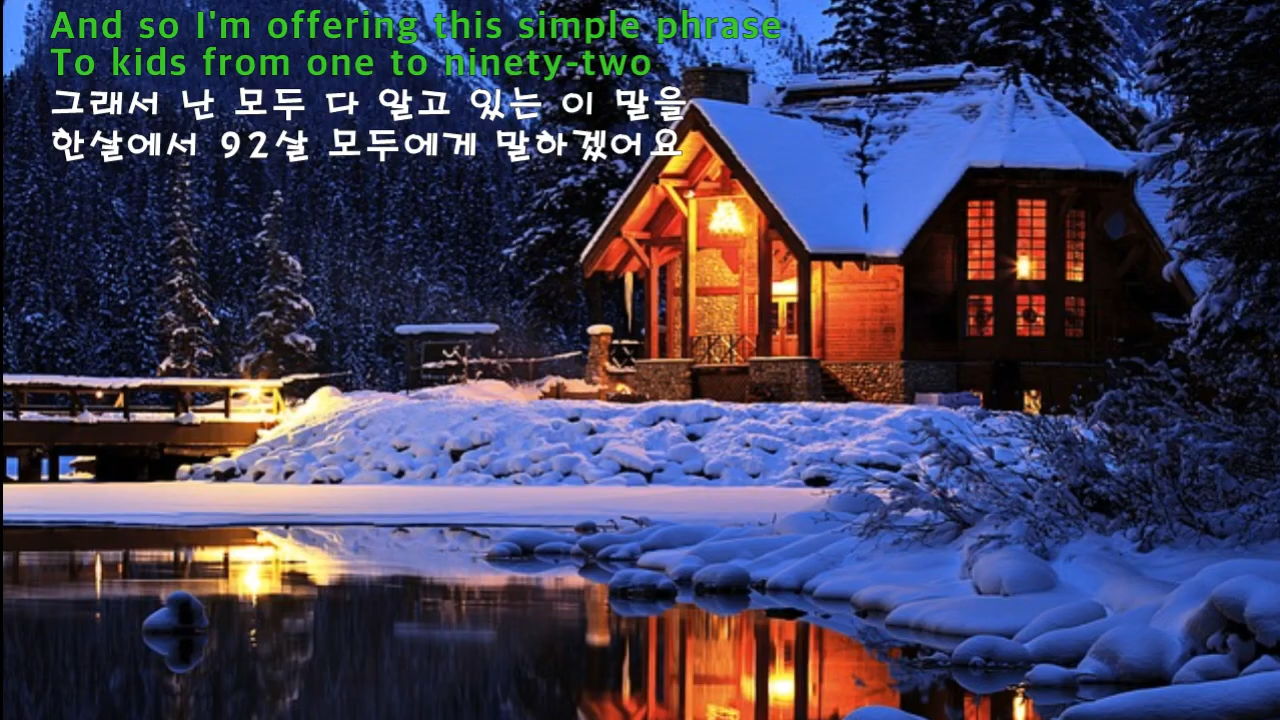 And so I'm offering this simple phrase
To kids from one to ninety-two
그래서 난 모두 다 알고 있는 이 말을
한살에서 92살 모두에게 말하겠어요